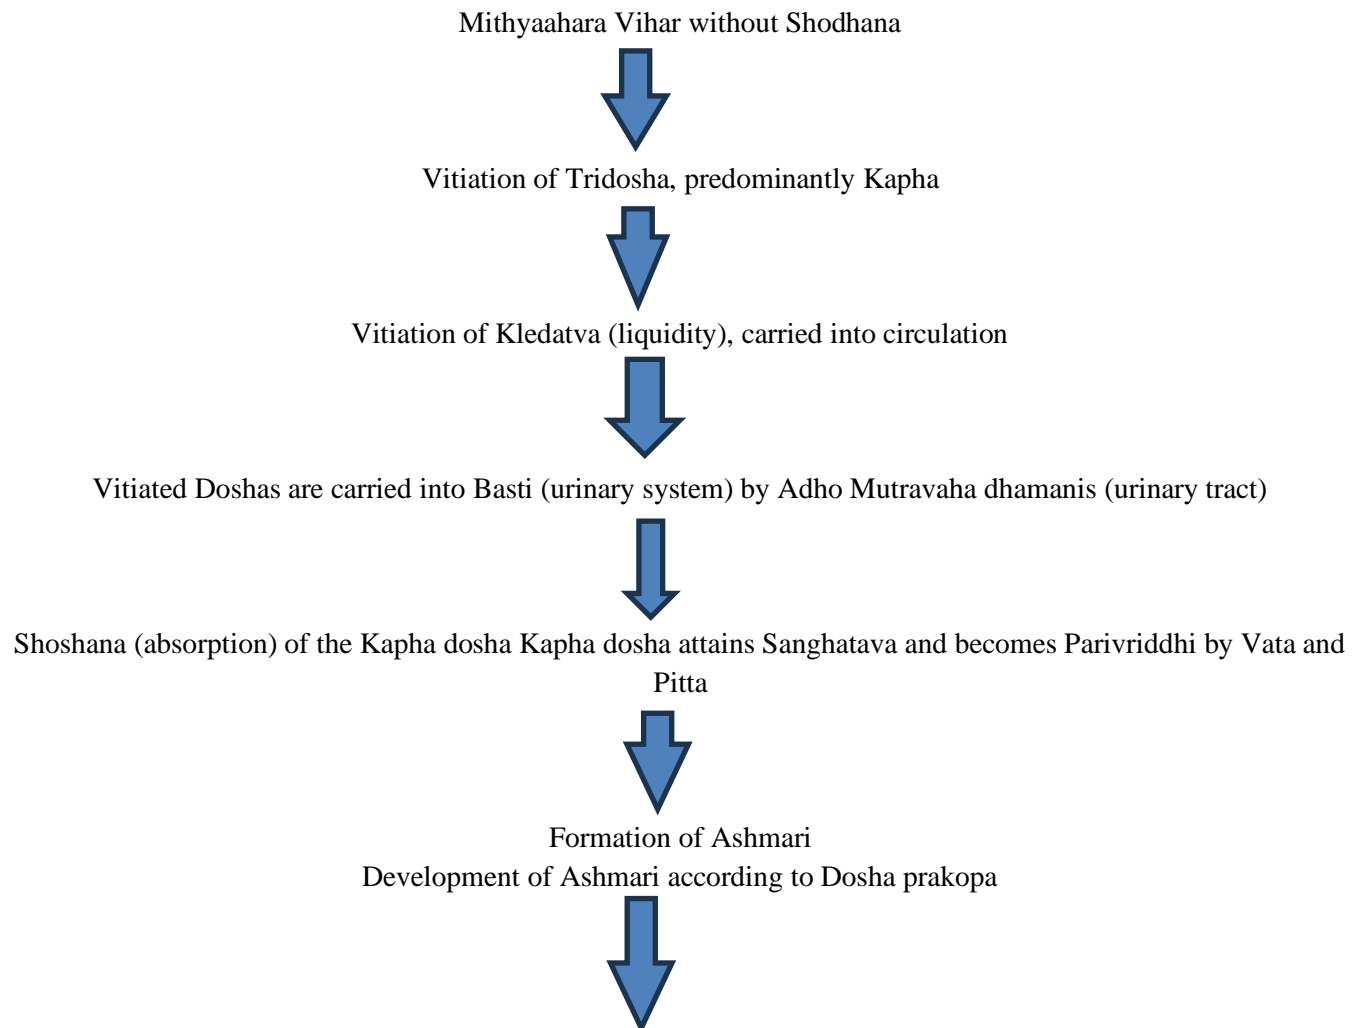 Mithyaahara Vihar without Shodhana
Vitiation of Tridosha, predominantly Kapha
Vitiation of Kledatva (liquidity), carried into circulation
Vitiated Doshas are carried into Basti (urinary system) by Adho Mutravaha dhamanis (urinary tract)
Shoshana (absorption) of the Kapha dosha Kapha dosha attains Sanghatava and becomes Parivriddhi by Vata and
Pitta
Formation of Ashmari
Development of Ashmari according to Dosha prakopa